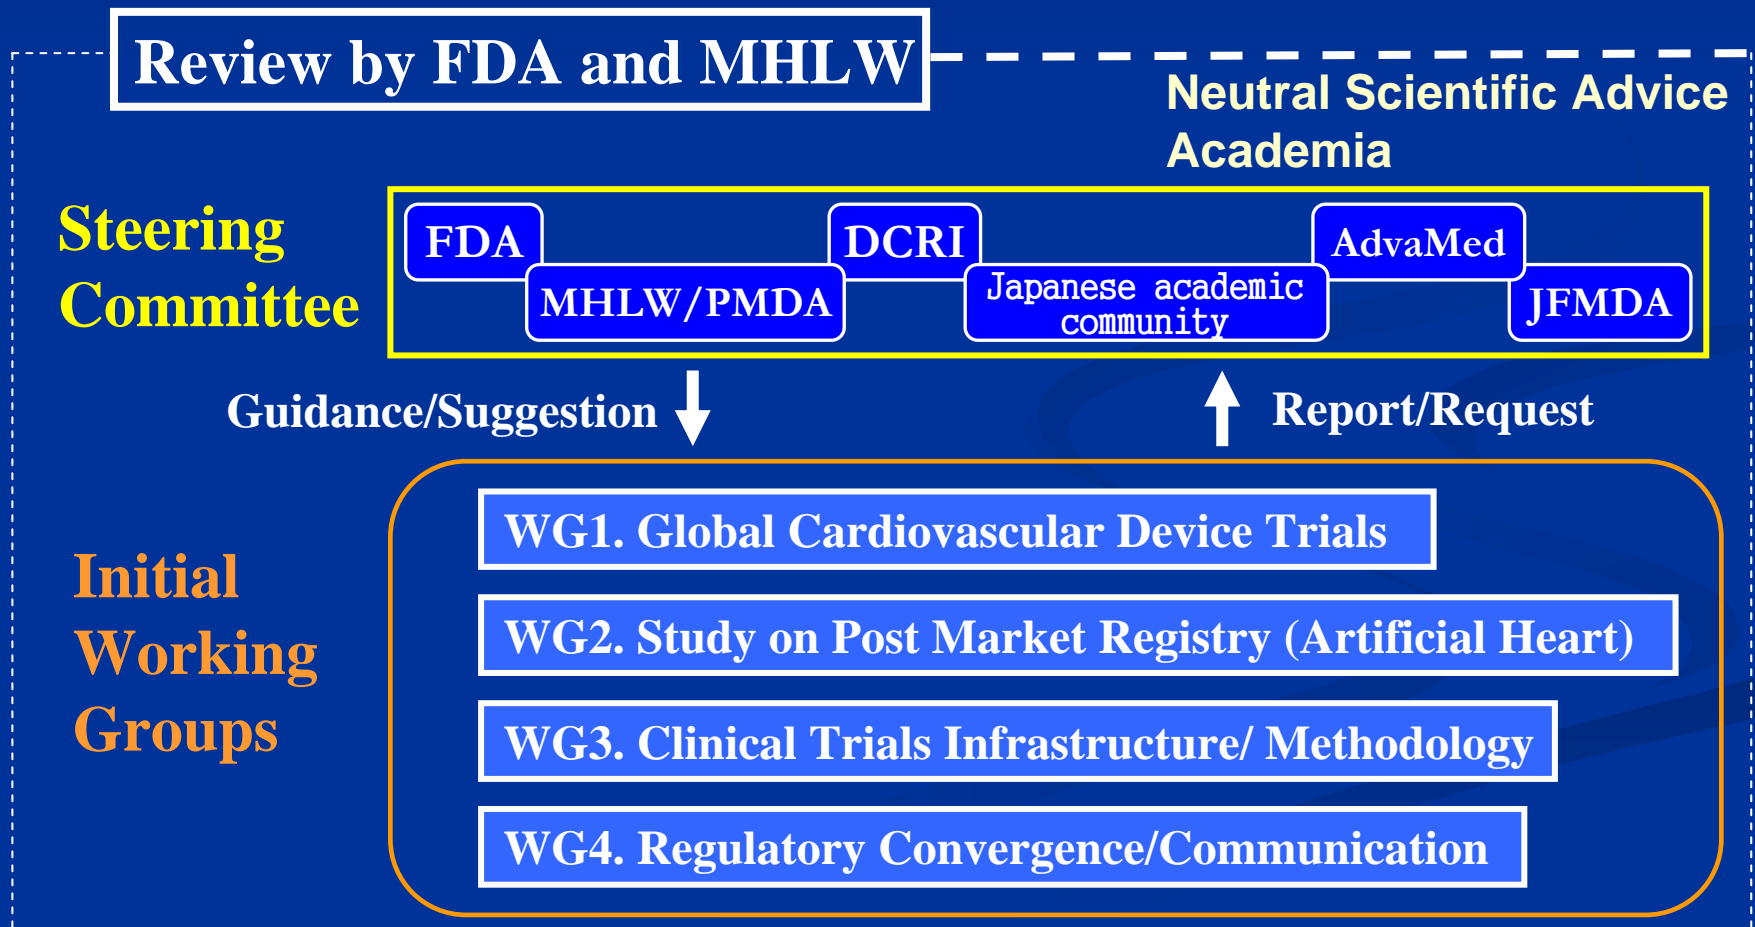 Review by FDA and MHLW
Neutral Scientific Advice
Academia
Steering
Committee
FDA
MHLW/PMDA
DCRI
Japanese academic
community
AdvaMed
JFMDA
Guidance/Suggestion
Report/Request
Initial
Working
Groups
WG1. Global Cardiovascular Device Trials
WG2. Study on Post Market Registry (Artificial Heart)
WG3. Clinical Trials Infrastructure/ Methodology
WG4. Regulatory Convergence/Communication